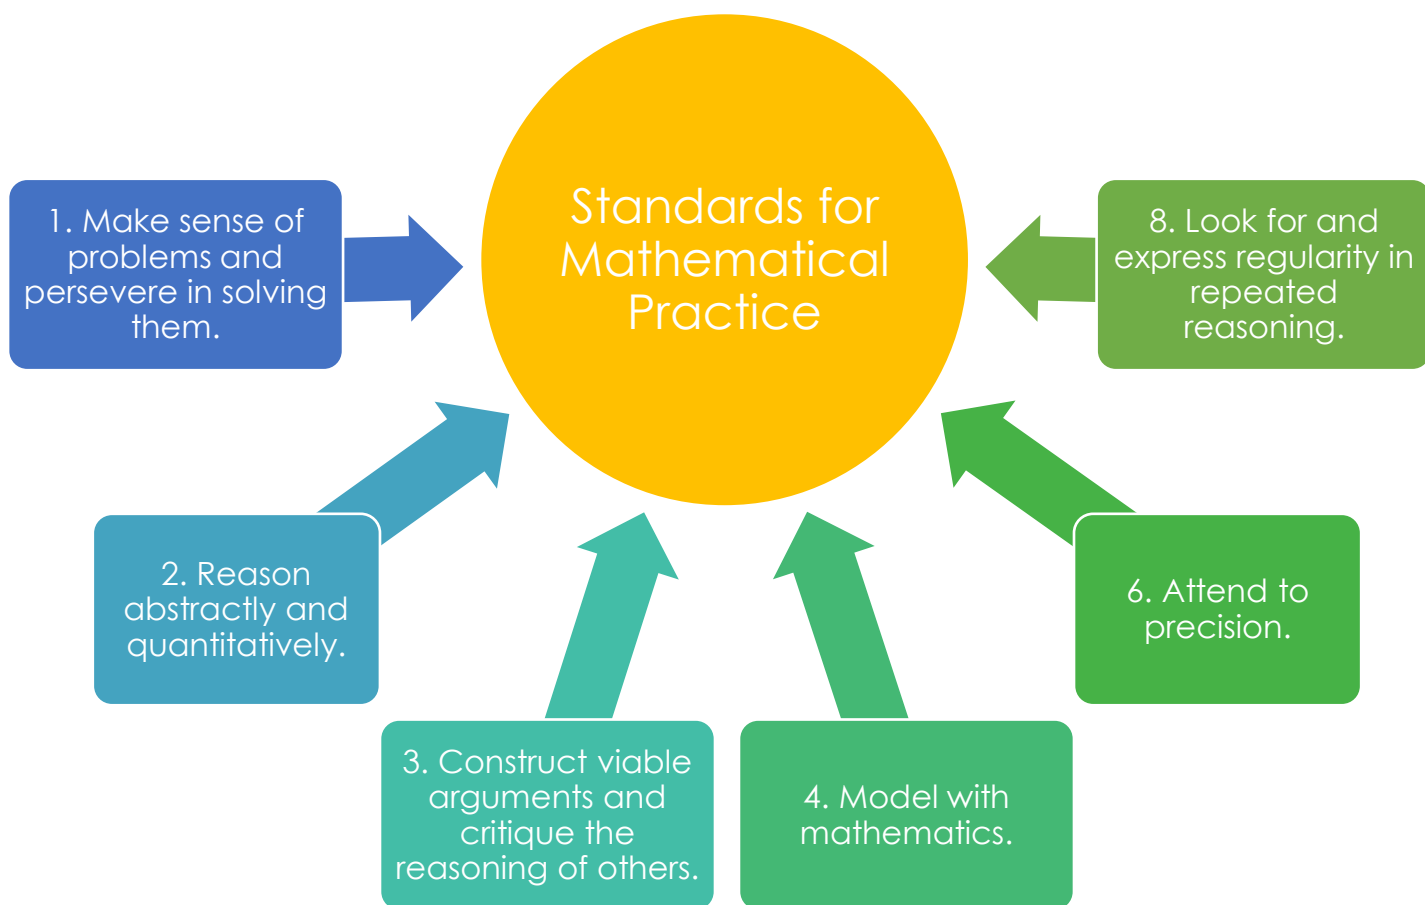 Standards for
Mathematical
Practice
1. Make sense of
problems and
persevere in solving
them.
2. Reason
abstractly and
quantitatively.
3. Construct viable
arguments and
critique the
reasoning of others.
4. Model with
mathematics.
6. Attend to
precision.
8. Look for and
express regularity in
repeated
reasoning.